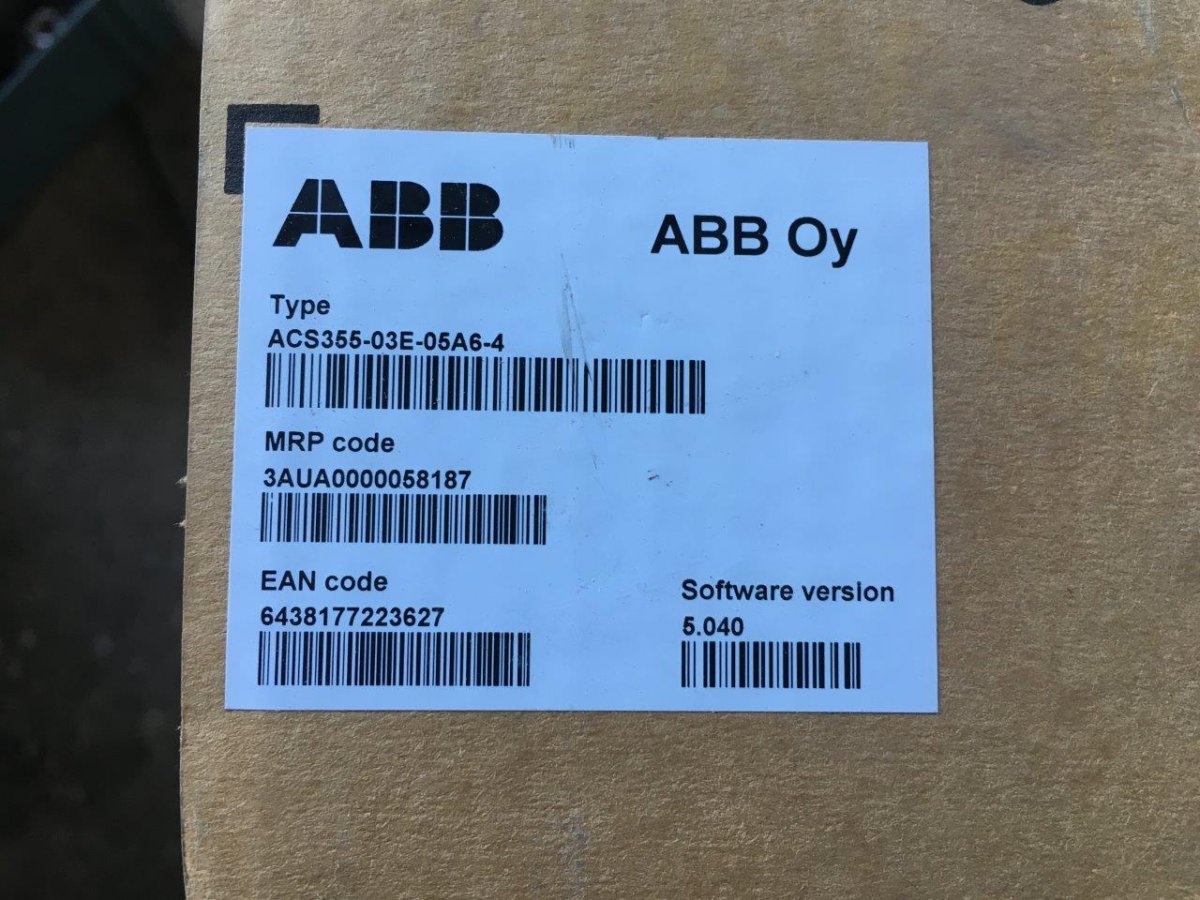 ABB
ABB Oy
Type
ACS355-03E-05A6-4
MRP code
3AUA0000058187
EAN code
6438177223627
Software version
5.040